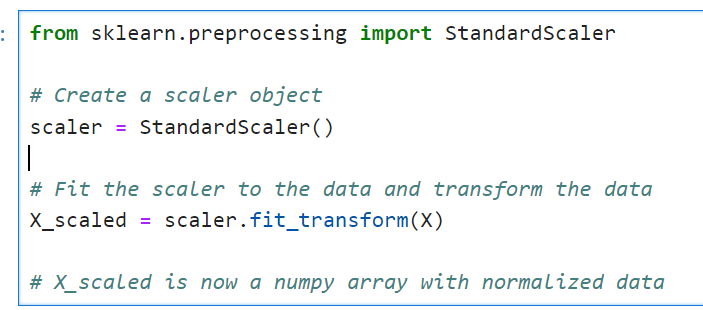 from sklearn.preprocessing import StandardScaler
# Create a scaler object
scaler = StandardScaler()
# Fit the scaler to the data and transform the data
X_scaled = scaler.fit_transform(X)
# X_scaled is now a numpy array with normalized data